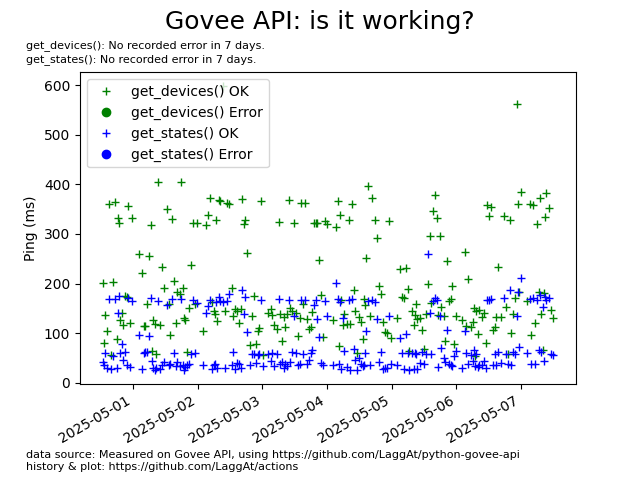 Govee API: is it working?
get_devices(): No recorded error in 7 days.
get_states(): No recorded error in 7 days.
get_devices() OK
get_devices() Error
get_states() OK
get_states() Error
Ping (ms)
600
500
400
300
200
100
0
2025-05-01
2025-05-02
2025-05-03
2025-05-04
2025-05-05
2025-05-06
2025-05-07
data source: Measured on Govee API, using https://github.com/LaggAt/python-govee-api
history & plot: https://github.com/LaggAt/actions